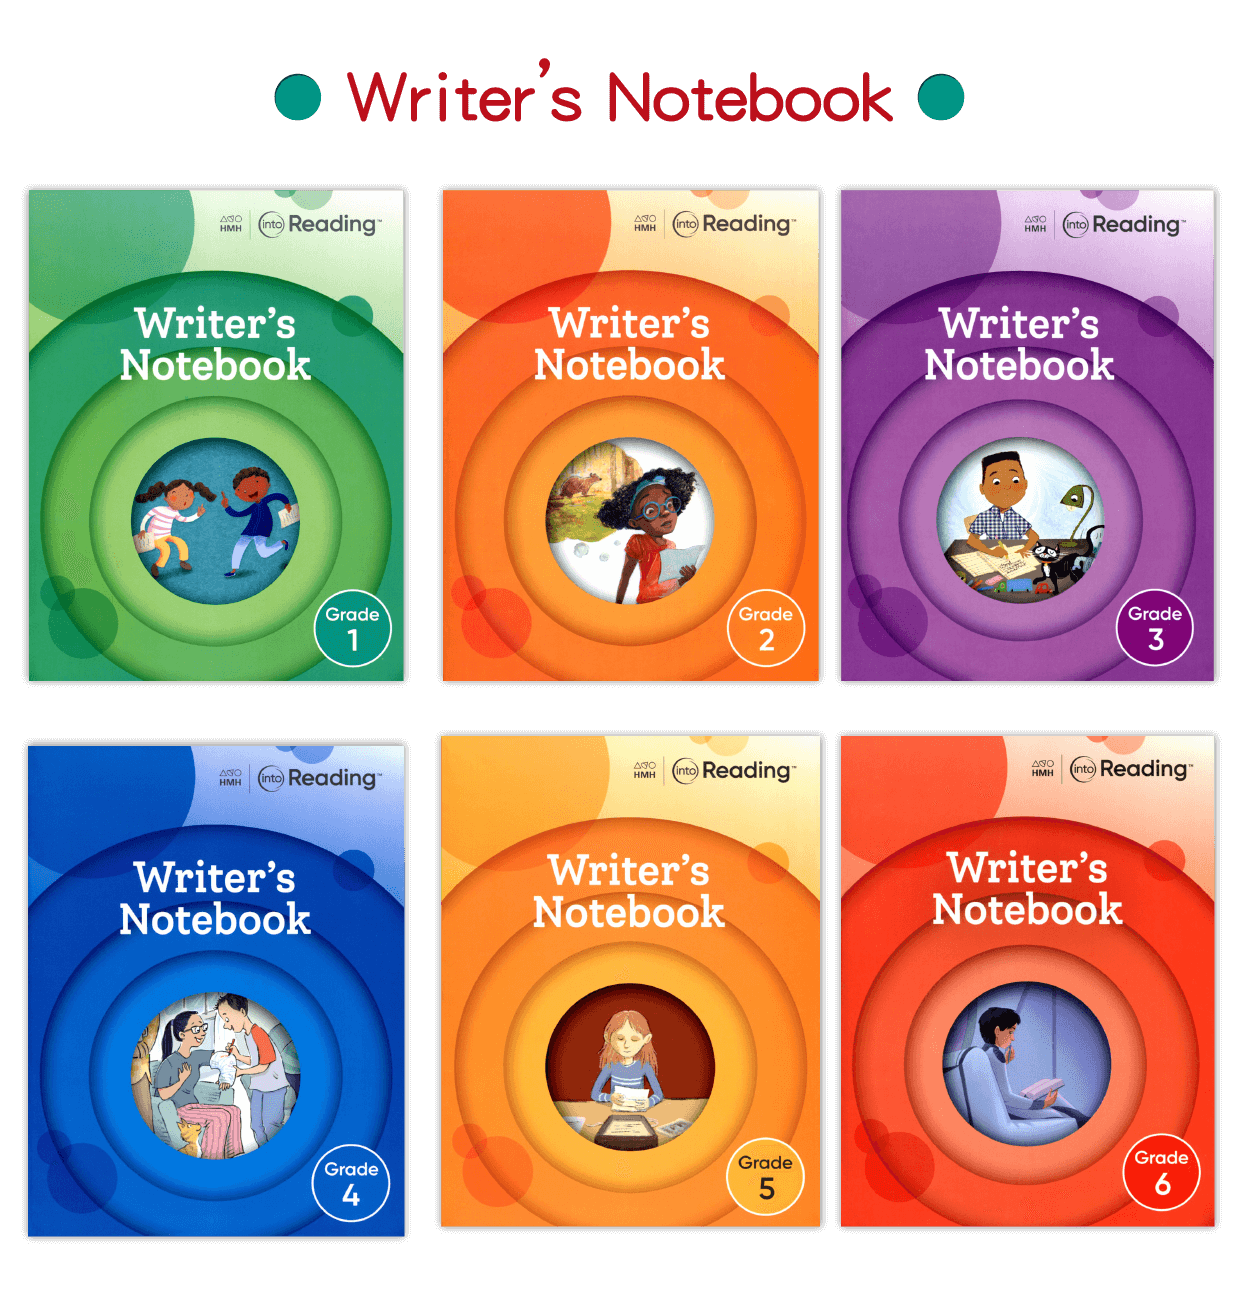 Writer's Notebook
HMH into Reading™
Writer's
Notebook
Grade
1
HMH into Reading™
Writer's
Notebook
Grade
2
HMH into Reading™
Writer's
Notebook
Grade
3
HMH into Reading™
Writer's
Notebook
Grade
4
HMH into Reading™
Writer's
Notebook
Grade
5
HMH into Reading™
Writer's
Notebook
Grade
6